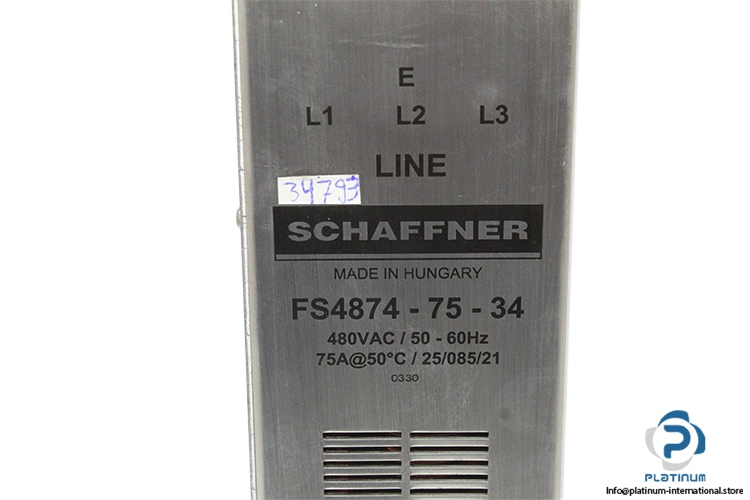 E
L1 L2 L3
LINE
34793
SCHAFFNER
MADE IN HUNGARY
FS4874 - 75 - 34
480VAC / 50 - 60Hz
75A@50°C / 25/085/21
0330
PLATINUM
Info@platinum-international.store